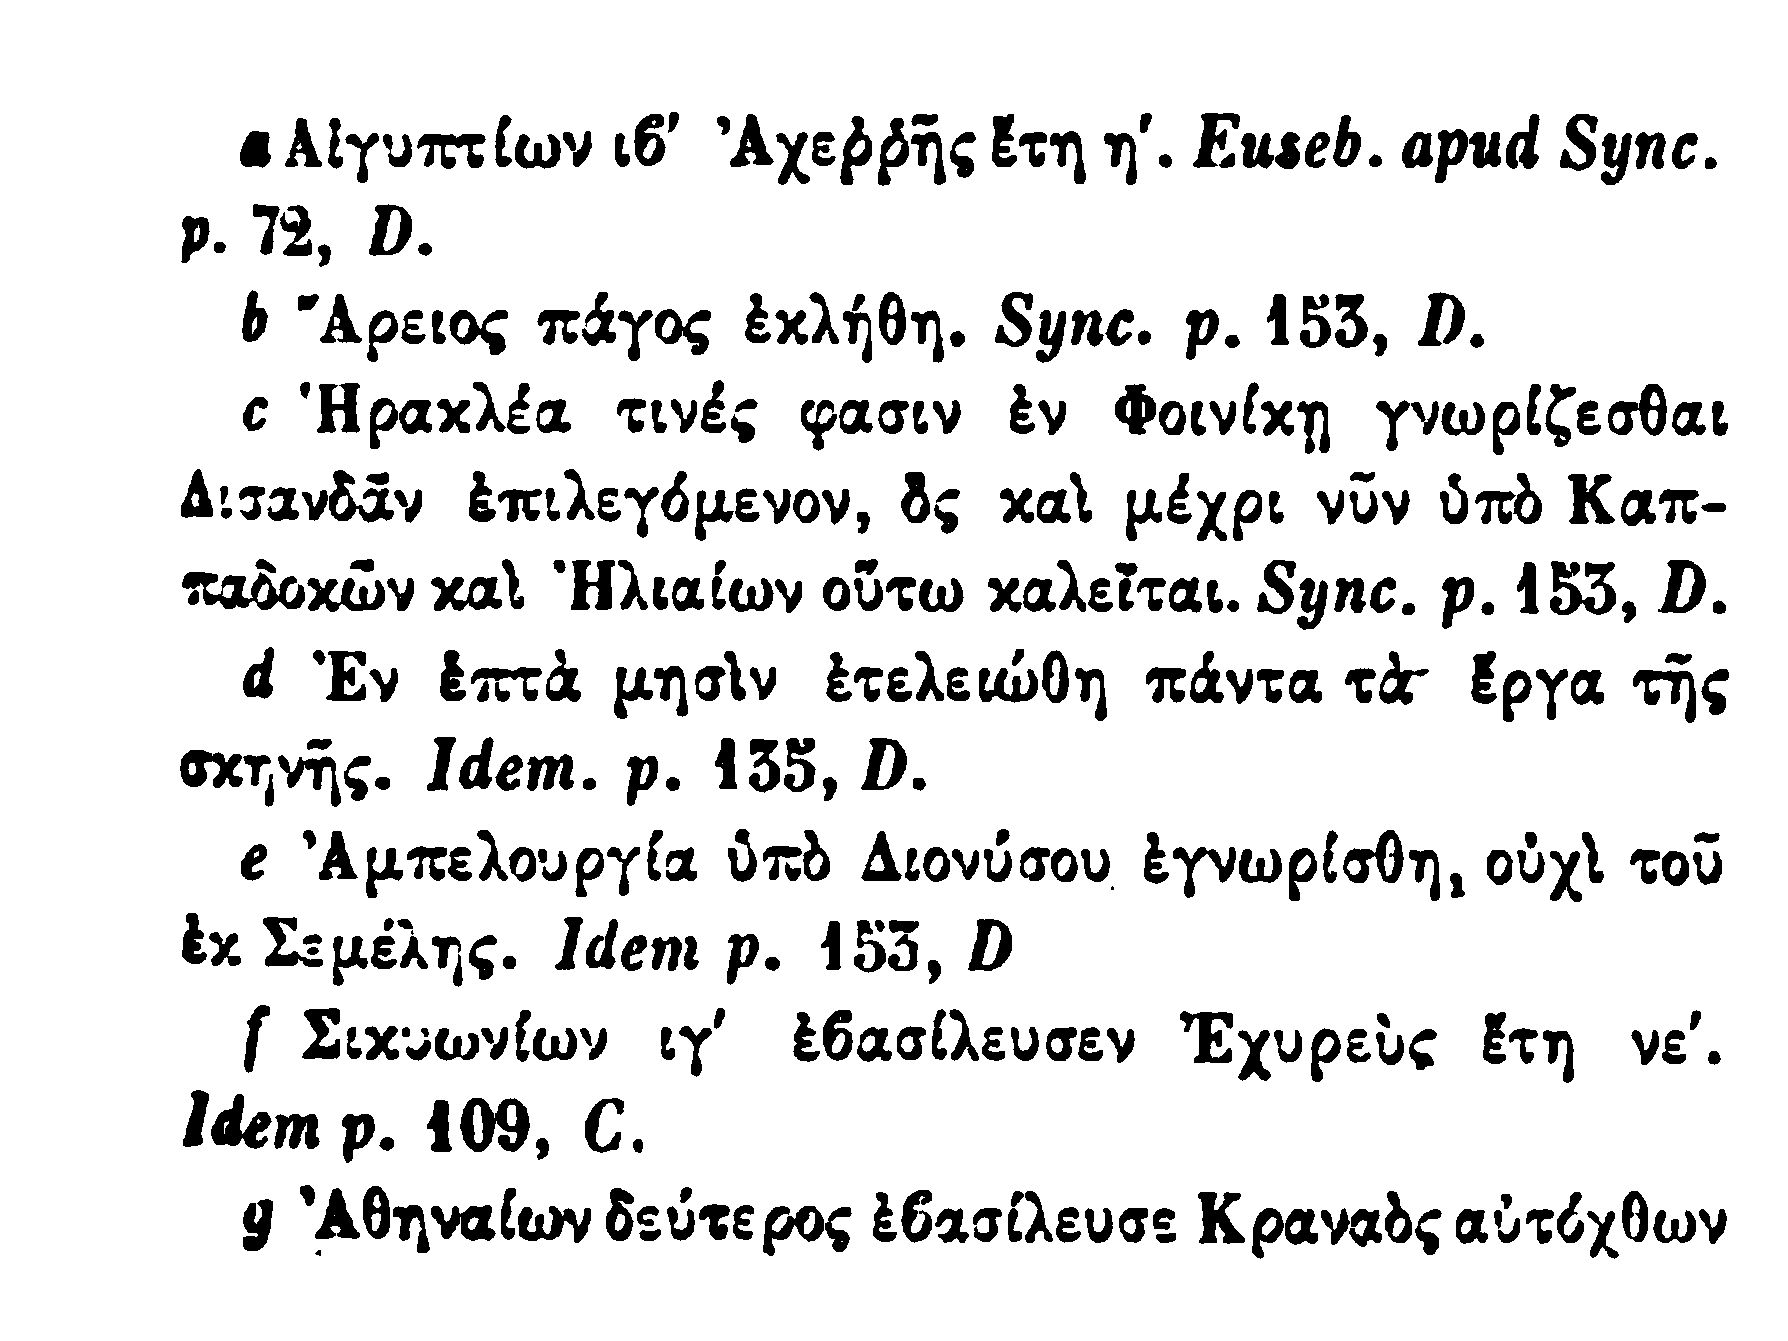 a Αἰγυπτίων ιϐʹ Ἀχεῤῥῆς ἔτη ηʹ. Euseb. apud Sync.
p. 72, D.
b Ἄρειος πάγος ἐκλήθη. Sync. p. 153, D.
c Ἡρακλέα τινές φασιν ἐν Φοινίκῃ γνωρίζεσθαι
Δισανδᾶν ἐπιλεγόμενον, ὃς καὶ μέχρι νῦν ὑπὸ Καπ-
παδοκῶν καὶ Ἡλιαίων οὕτω καλεῖται. Sync. p. 153, D.
d Ἐν ἑπτὰ μησὶν ἐτελειώθη πάντα τὰ ἔργα τῆς
σκηνῆς. Idem. p. 135, D.
e Ἀμπελουργία ὑπὸ Διονύσου ἐγνωρίσθη, οὐχὶ τοῦ
ἐκ Σεμέλης. Idem p. 153, D
f Σικυωνίων ιγʹ ἐϐασίλευσεν Ἐχυρεὺς ἔτη νεʹ.
Idem p. 109, C.
g Ἀθηναίων δεύτερος ἐϐασίλευσε Κραναὸς αὐτόχθων